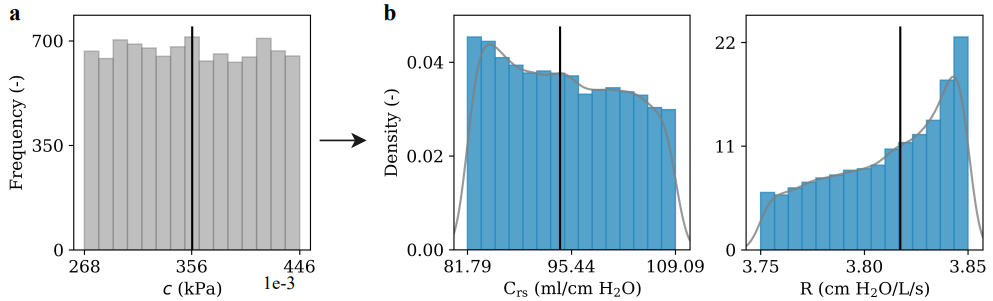 a
b
Frequency (-)
700
350
0
268
356
446
1e-3
c (kPa)
Density (-)
0.04
0.02
0.00
81.79
95.44
109.09
C_rs (ml/cm H₂O)
22
11
0
3.75
3.80
3.85
R (cm H₂O/L/s)